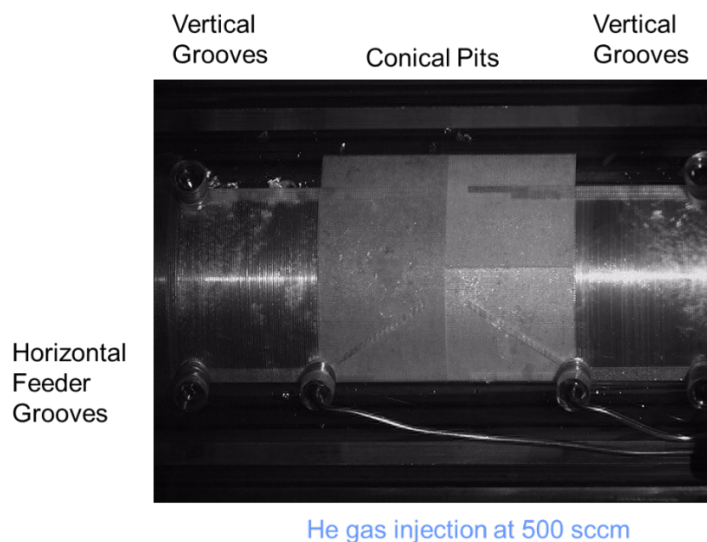 Vertical
Grooves
Conical Pits
Vertical
Grooves
Horizontal
Feeder
Grooves
He gas injection at 500 sccm